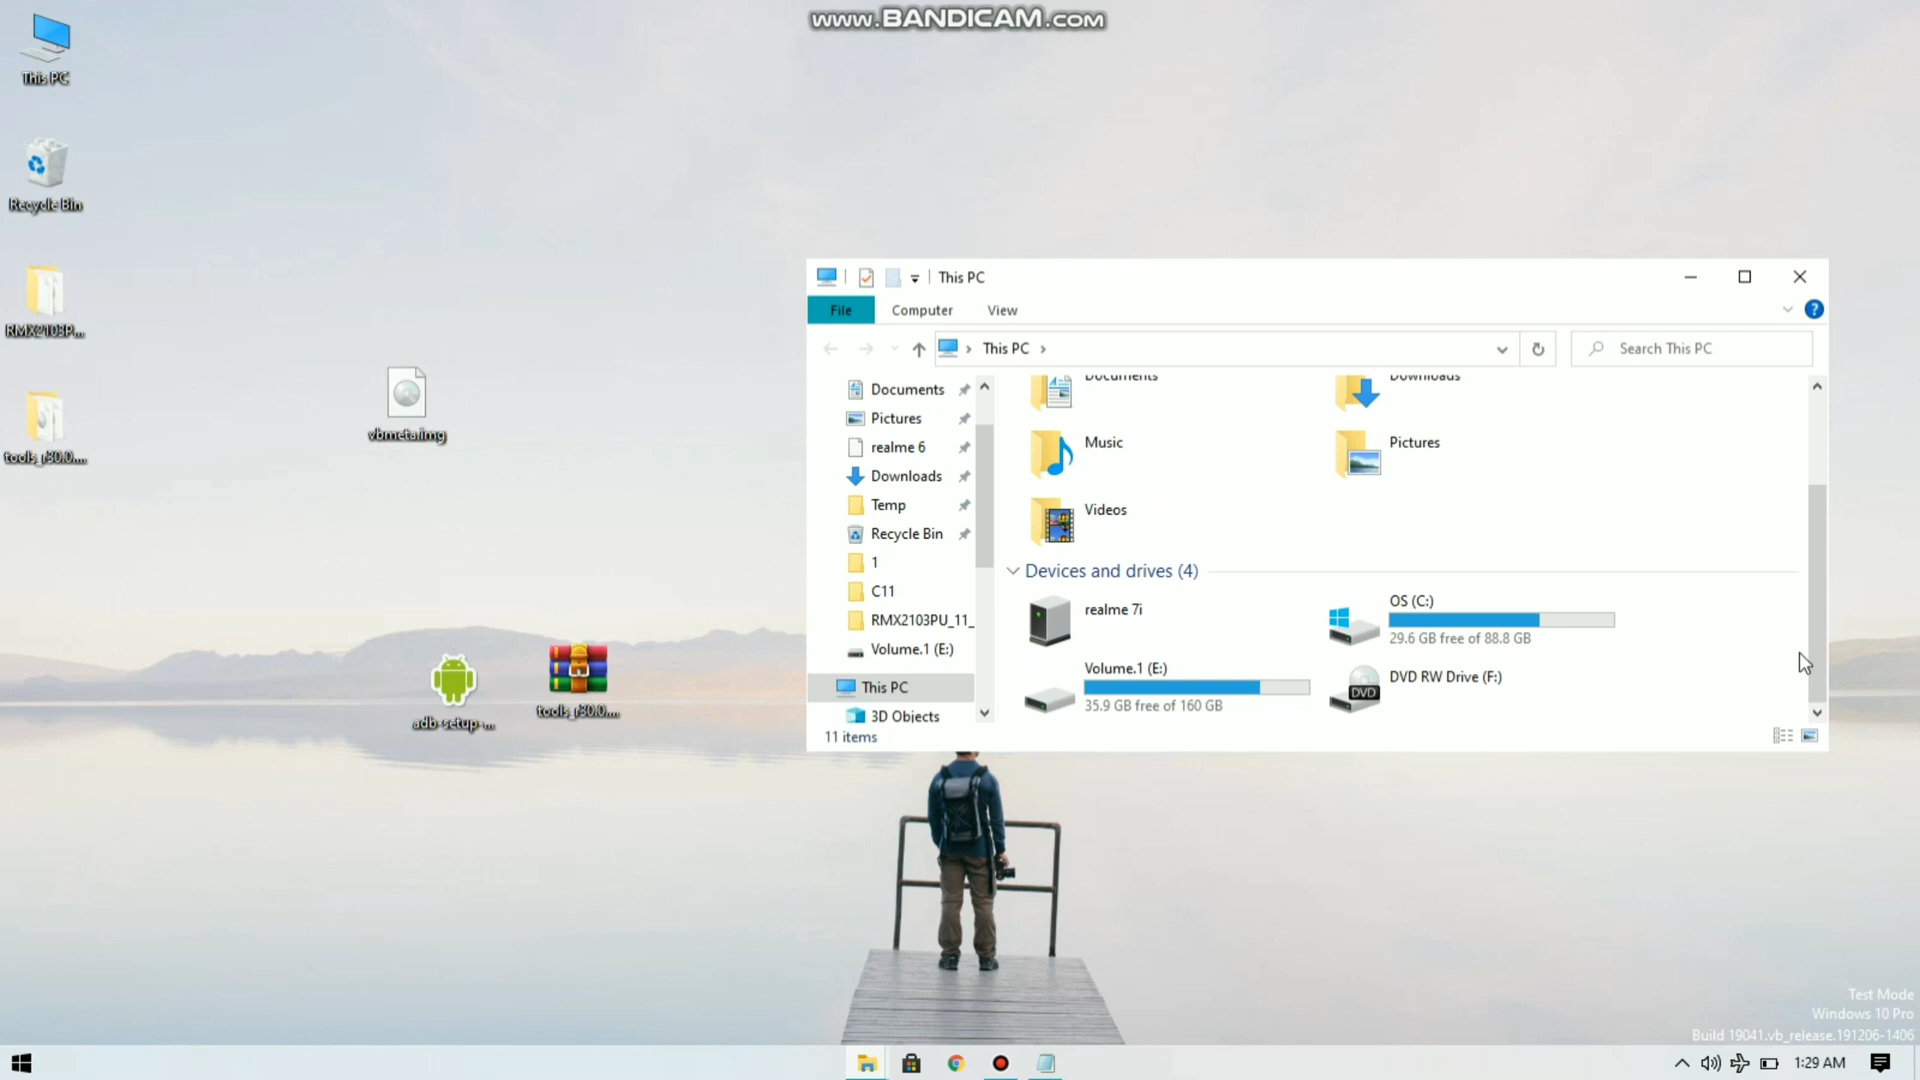 www.BANDICAM.com
This PC
Recycle Bin
RMX2103P...
tools_r30.0....
vbmeta.img
adb-setup-...
tools_r30.0....
This PC
File
Computer
View
This PC
Search This PC
Documents
Pictures
realme 6
Downloads
Temp
Recycle Bin
1
C11
RMX2103PU_11_
Volume.1 (E:)
This PC
3D Objects
Documents
Downloads
Music
Pictures
Videos
Devices and drives (4)
realme 7i
OS (C:)
29.6 GB free of 88.8 GB
Volume.1 (E:)
35.9 GB free of 160 GB
DVD
DVD RW Drive (F:)
11 items
Test Mode
Windows 10 Pro
Build 19041.vb_release.191206-1406
1:29 AM